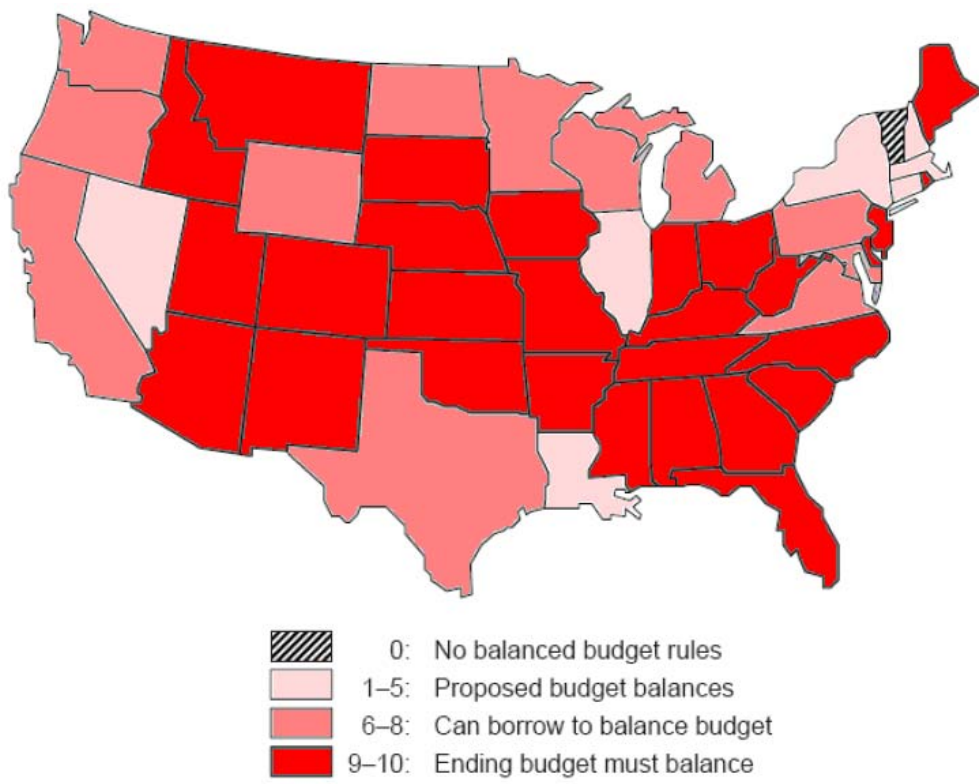 0: No balanced budget rules
1–5: Proposed budget balances
6–8: Can borrow to balance budget
9–10: Ending budget must balance